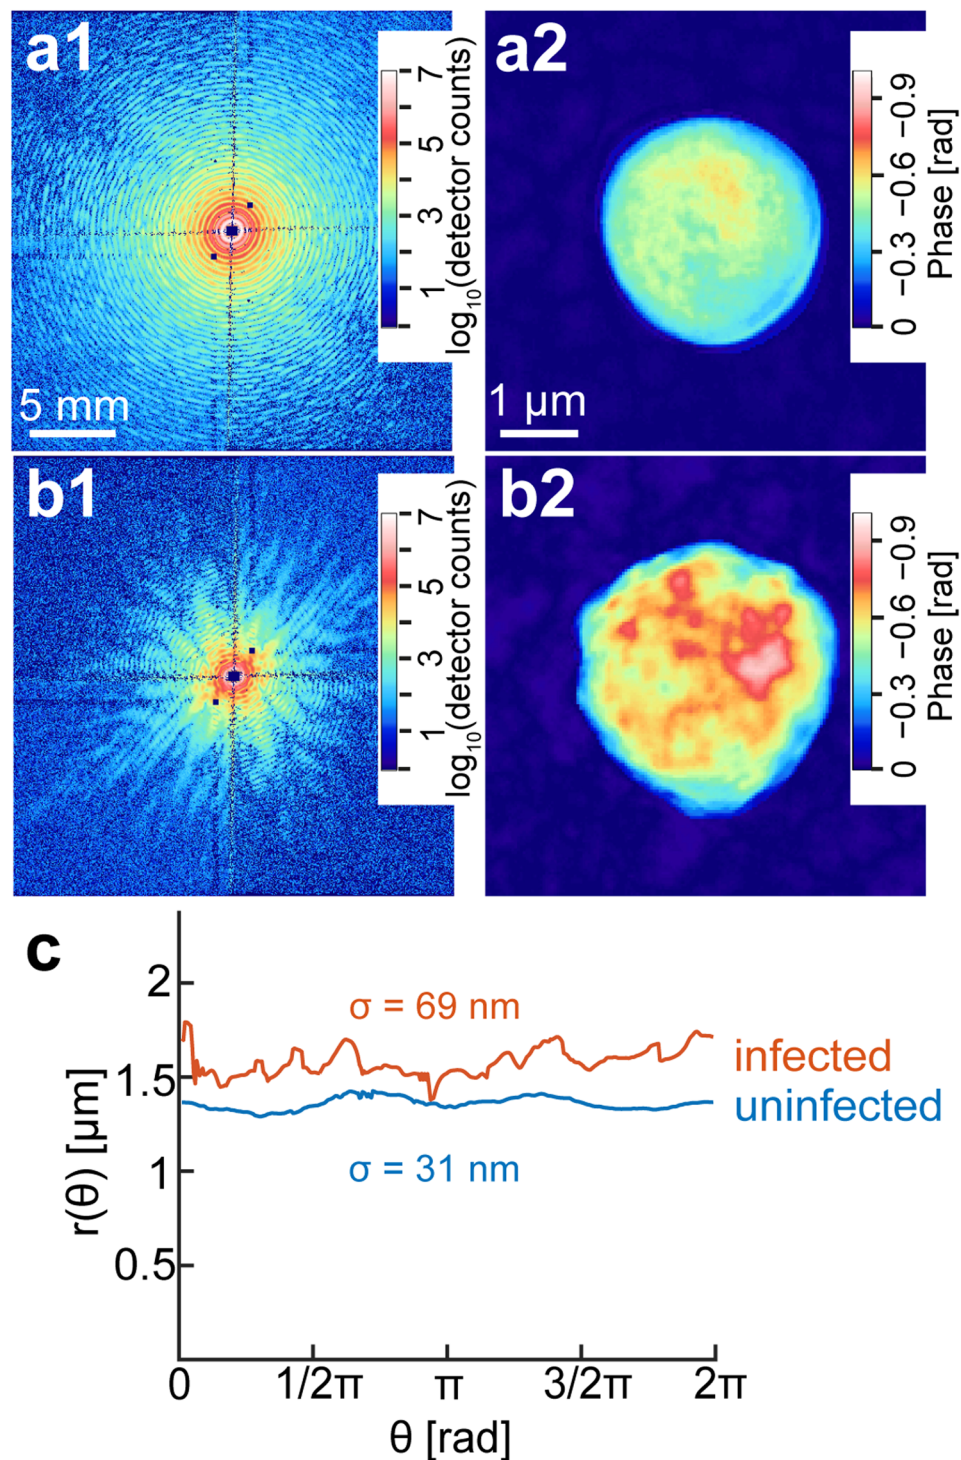 a1
7
5
3
1
log10(detector counts)
5 mm
a2
−0.9
−0.6
−0.3
0
Phase [rad]
1 μm
b1
7
5
3
1
log10(detector counts)
b2
−0.9
−0.6
−0.3
0
Phase [rad]
c
2
1.5
1
0.5
r(θ) [μm]
σ = 69 nm
infected
uninfected
σ = 31 nm
0
1/2π
π
3/2π
2π
θ [rad]